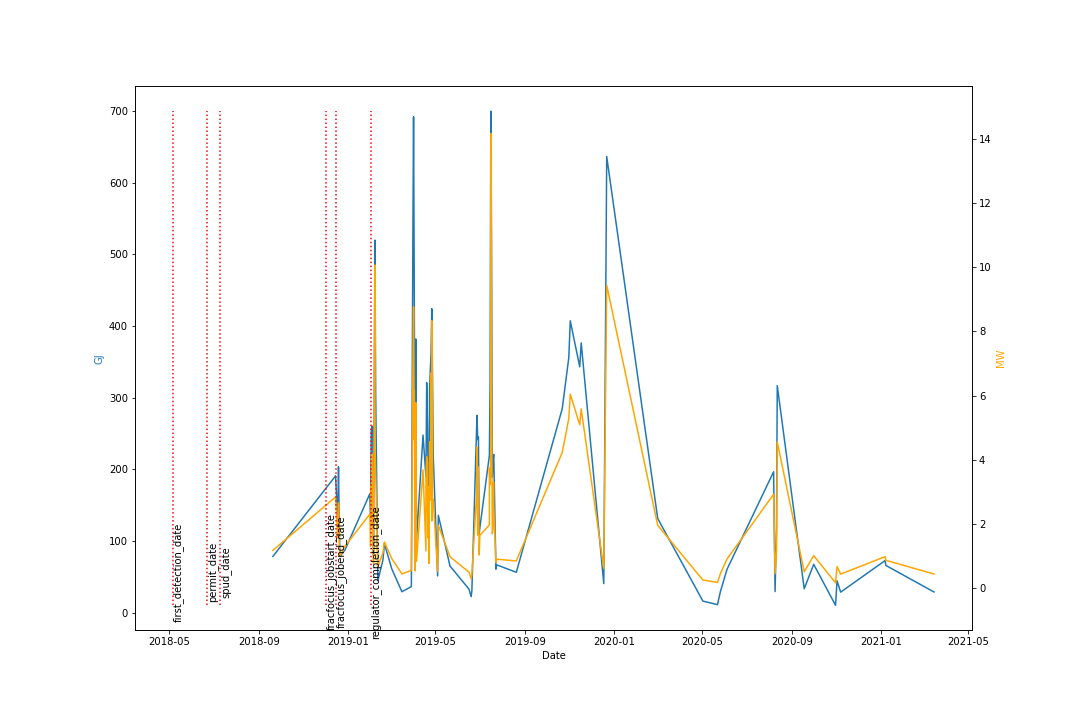 700
600
500
400
300
200
100
0
GJ
14
12
10
8
6
4
2
0
MW
first_detection_date
permit_date
spud_date
fracfocus_jobstart_date
fracfocus_jobend_date
regulator_completion_date
2018-05
2018-09
2019-01
2019-05
2019-09
2020-01
2020-05
2020-09
2021-01
2021-05
Date